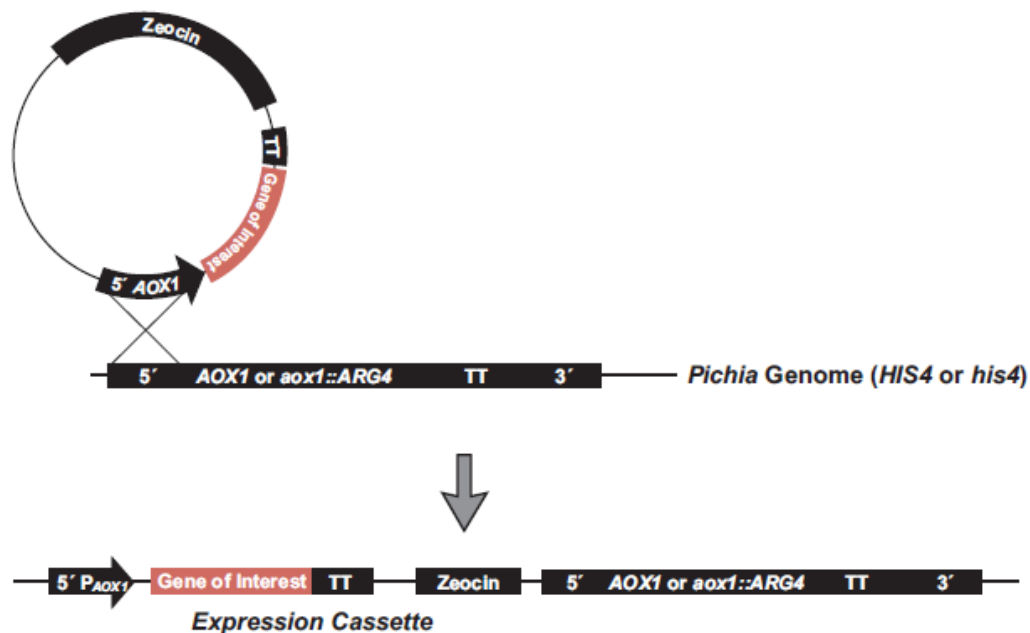 Zeocin
TT
Gene of Interest
5´ AOX1
5´ AOX1 or aox1::ARG4 TT 3´
Pichia Genome (HIS4 or his4)
5´ PAOX1 Gene of Interest TT Zeocin 5´ AOX1 or aox1::ARG4 TT 3´
Expression Cassette